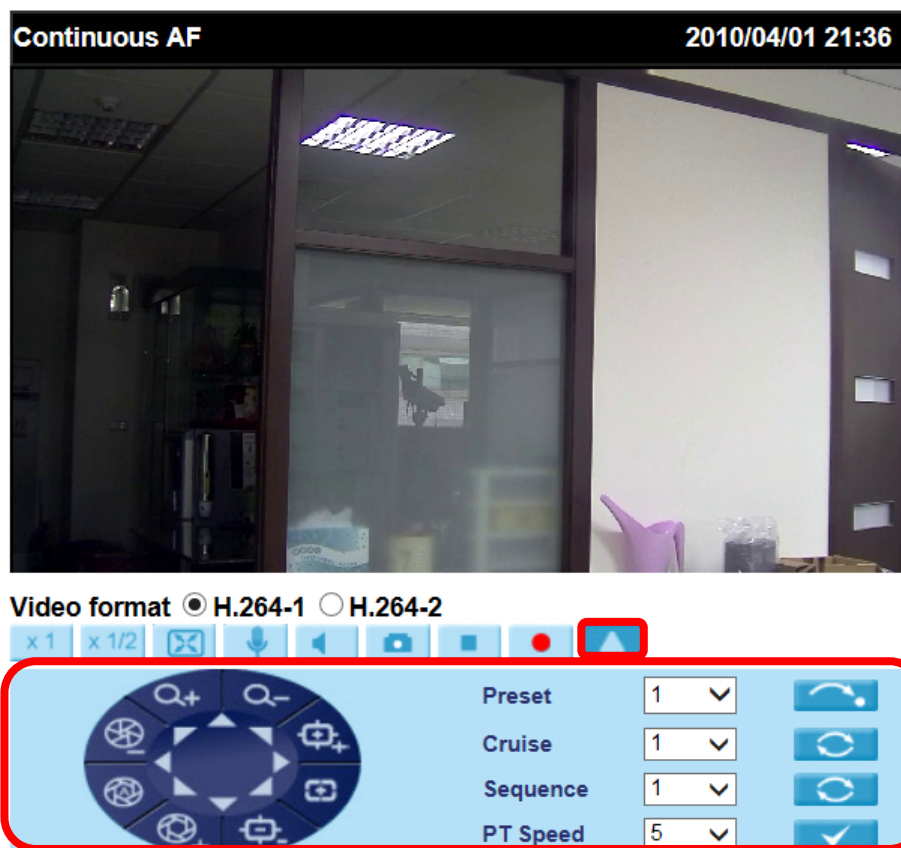 Continuous AF 2010/04/01 21:36
Video format H.264-1 H.264-2
x 1 x 1/2
Preset 1
Cruise 1
Sequence 1
PT Speed 5